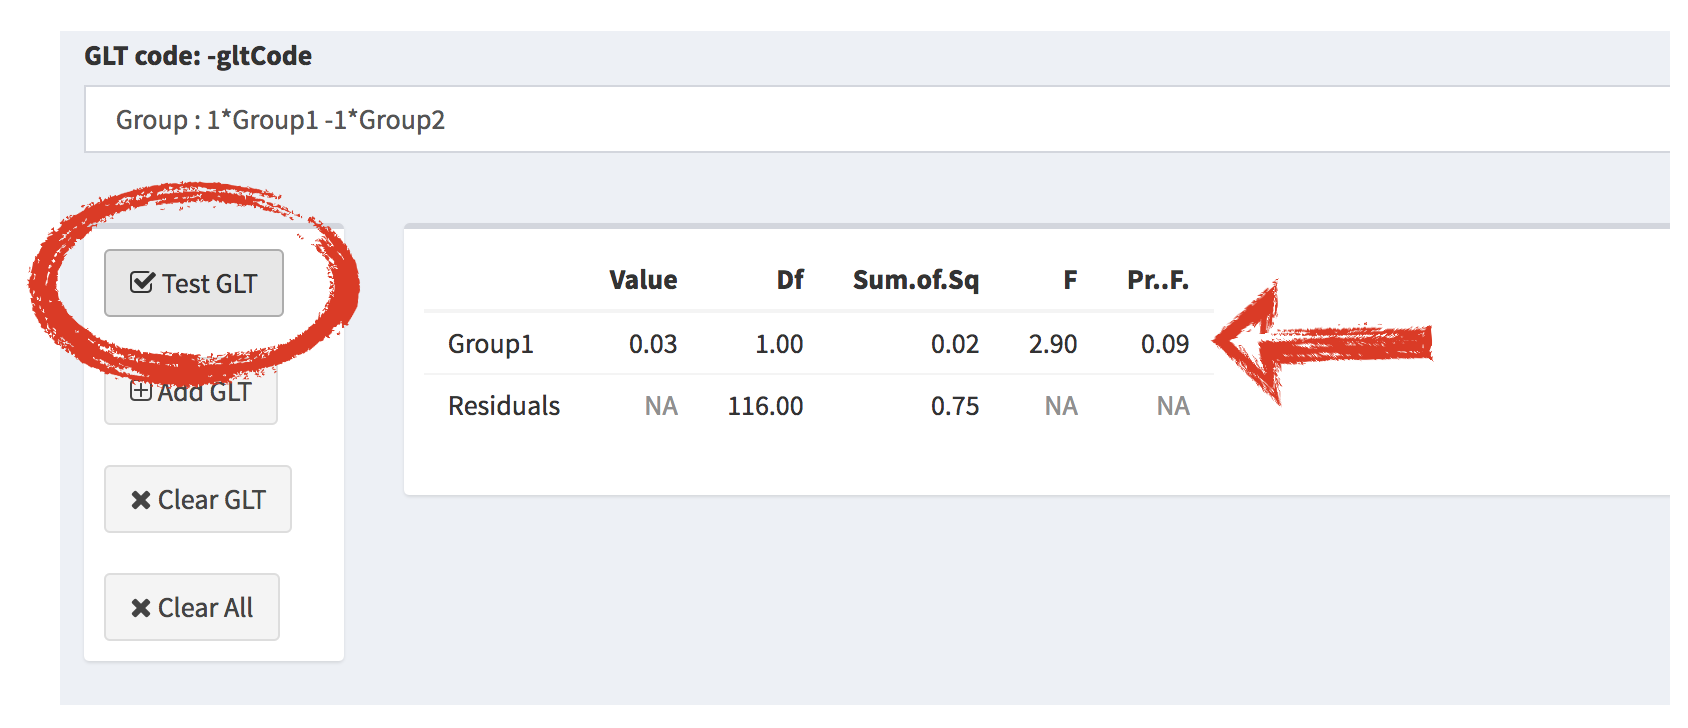 GLT code: -gltCode
Group : 1*Group1 -1*Group2
Test GLT
Add GLT
Clear GLT
Clear All
Value Df Sum.of.Sq F Pr..F.
Group1 0.03 1.00 0.02 2.90 0.09
Residuals NA 116.00 0.75 NA NA